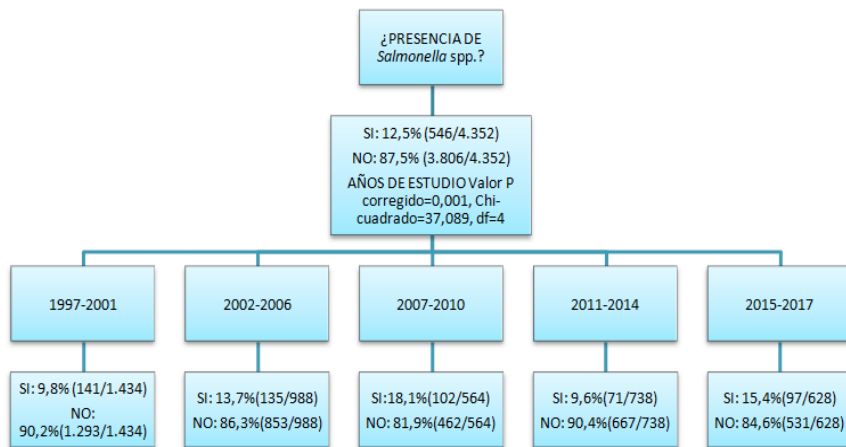 ¿PRESENCIA DE
Salmonella spp.?
SI: 12,5% (546/4.352)
NO: 87,5% (3.806/4.352)
AÑOS DE ESTUDIO Valor P
corregido=0,001, Chi-
cuadrado=37,089, df=4
1997-2001
2002-2006
2007-2010
2011-2014
2015-2017
SI: 9,8% (141/1.434)
NO:
90,2%(1.293/1.434)
SI: 13,7%(135/988)
NO: 86,3%(853/988)
SI:18,1%(102/564)
NO: 81,9%(462/564)
SI: 9,6%(71/738)
NO: 90,4%(667/738)
SI: 15,4%(97/628)
NO: 84,6%(531/628)